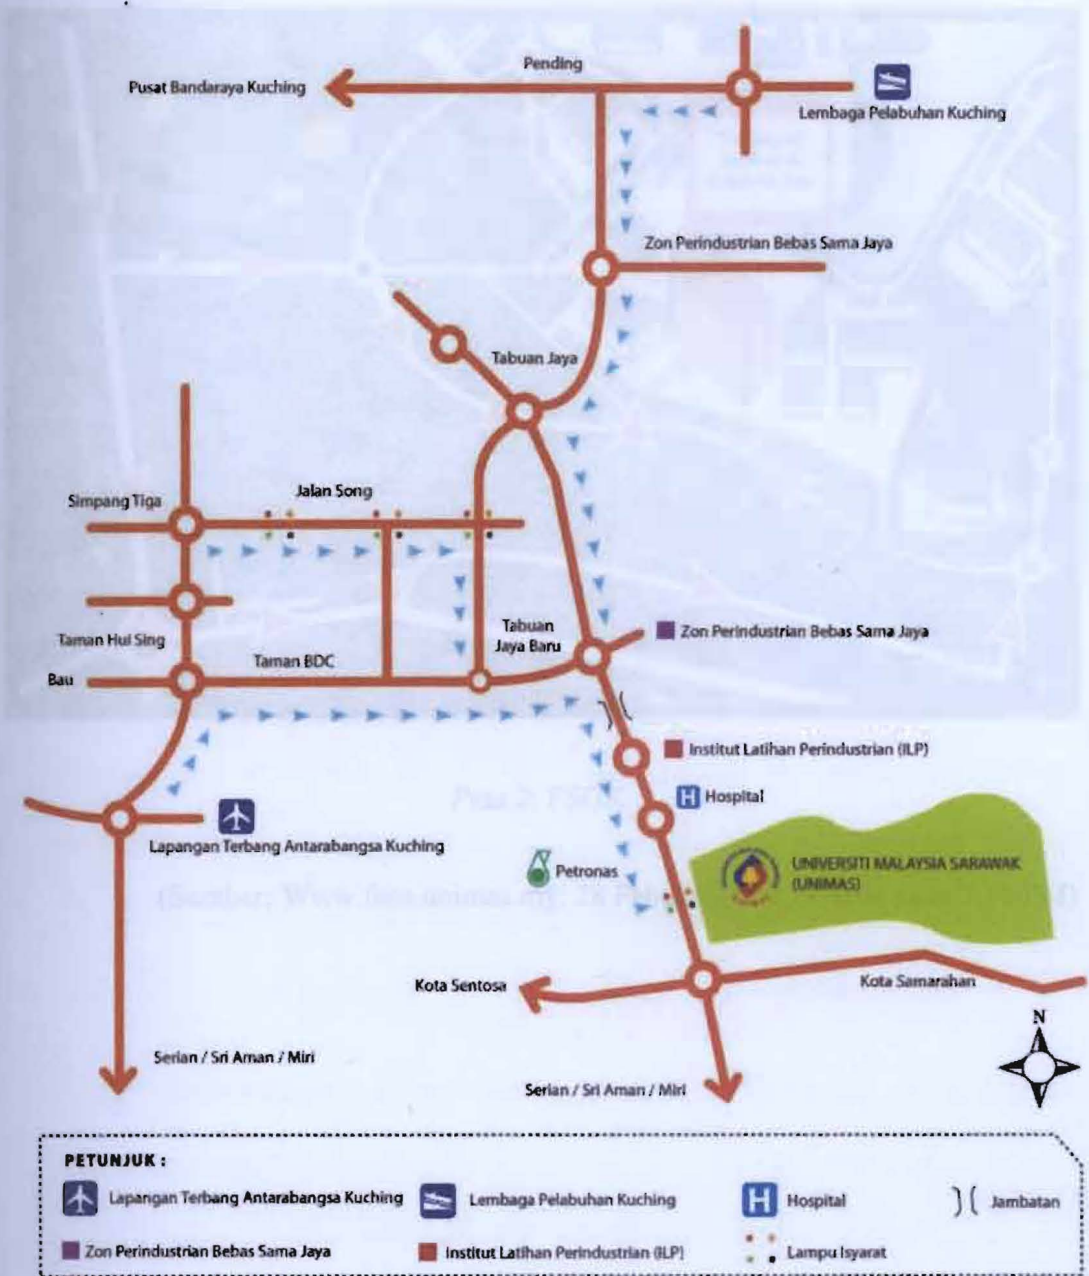 Pending
Pusat Bandaraya Kuching
Lembaga Pelabuhan Kuching
Zon Perindustrian Bebas Sama Jaya
Tabuan Jaya
Jalan Song
Simpang Tiga
Tabuan
Jaya Baru
Zon Perindustrian Bebas Sama Jaya
Taman Hui Sing
Taman BDC
Bau
Institut Latihan Perindustrian (ILP)
H Hospital
Lapangan Terbang Antarabangsa Kuching
Petronas
UNIVERSITI MALAYSIA SARAWAK
(UNIMAS)
Kota Sentosa
Kota Samarahan
N
Serian / Sri Aman / Miri
Serian / Sri Aman / Miri
PETUNJUK :
Lapangan Terbang Antarabangsa Kuching
Lembaga Pelabuhan Kuching
H Hospital
Jambatan
Zon Perindustrian Bebas Sama Jaya
Institut Latihan Perindustrian (ILP)
Lampu Isyarat